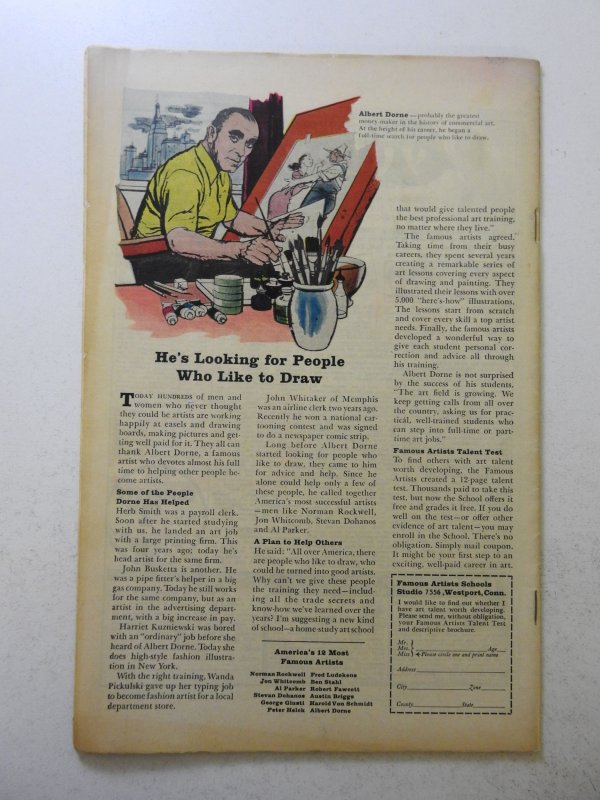 Albert Dorne — probably the greatest
money-maker in the history of commercial art.
At the height of his career, he began a
full-time search for people who like to draw.
He's Looking for People
Who Like to Draw
TODAY HUNDREDS of men and
women who never thought
they could be artists are working
happily at easels and drawing
boards, making pictures and get-
ting well paid for it. They all can
thank Albert Dorne, a famous
artist who devotes almost his full
time to helping other people be-
come artists.
Some of the People
Dorne Has Helped
Herb Smith was a payroll clerk.
Soon after he started studying
with us, he landed an art job
with a large printing firm. This
was four years ago; today he's
head artist for the same firm.
John Busketta is another. He
was a pipe fitter's helper in a big
gas company. Today he still works
for the same company, but as an
artist in the advertising depart-
ment, with a big increase in pay.
Harriet Kuzniewski was bored
with an "ordinary" job before she
heard of Albert Dorne. Today she
does high-style fashion illustra-
tion in New York.
With the right training, Wanda
Pickulski gave up her typing job
to become fashion artist for a local
department store.
John Whitaker of Memphis
was an airline clerk two years ago.
Recently he won a national car-
tooning contest and was signed
to do a newspaper comic strip.
Long before Albert Dorne
started looking for people who
like to draw, they came to him
for advice and help. Since he
alone could help only a few of
these people, he called together
America's most successful artists
—men like Norman Rockwell,
Jon Whitcomb, Stevan Dohanos
and Al Parker.
A Plan to Help Others
He said: "All over America, there
are people who like to draw, who
could be turned into good artists.
Why can't we give these people
the training they need—includ-
ing all the trade secrets and
know-how we've learned over the
years? I'm suggesting a new kind
of school—a home-study art school
America's 12 Most
Famous Artists
Norman Rockwell Fred Ludekens
Jon Whitcomb Ben Stahl
Al Parker Robert Fawcett
Stevan Dohanos Austin Briggs
George Giusti Harold Von Schmidt
Peter Helck Albert Dorne
that would give talented people
the best professional art training,
no matter where they live."
The famous artists agreed.
Taking time from their busy
careers, they spent several years
creating a remarkable series of
art lessons covering every aspect
of drawing and painting. They
illustrated their lessons with over
5,000 "here's-how" illustrations.
The lessons start from scratch
and cover every skill a top artist
needs. Finally, the famous artists
developed a wonderful way to
give each student personal cor-
rection and advice all through
his training.
Albert Dorne is not surprised
by the success of his students,
"The art field is growing. We
keep getting calls from all over
the country, asking us for prac-
tical, well-trained students who
can step into full-time or part-
time art jobs."
Famous Artists Talent Test
To find others with art talent
worth developing, the Famous
Artists created a 12-page talent
test. Thousands paid to take this
test, but now the School offers it
free and grades it free. If you do
well on the test—or offer other
evidence of art talent—you may
enroll in the School. There's no
obligation. Simply mail coupon.
It might be your first step to an
exciting, well-paid career in art.
Famous Artists Schools
Studio 7556, Westport, Conn.
I would like to find out whether I
have art talent worth developing.
Please send me, without obligation,
your Famous Artists Talent Test
and descriptive brochure.
Mr.
Mrs. Age
Miss Please circle one and print name
Address
City Zone
County State